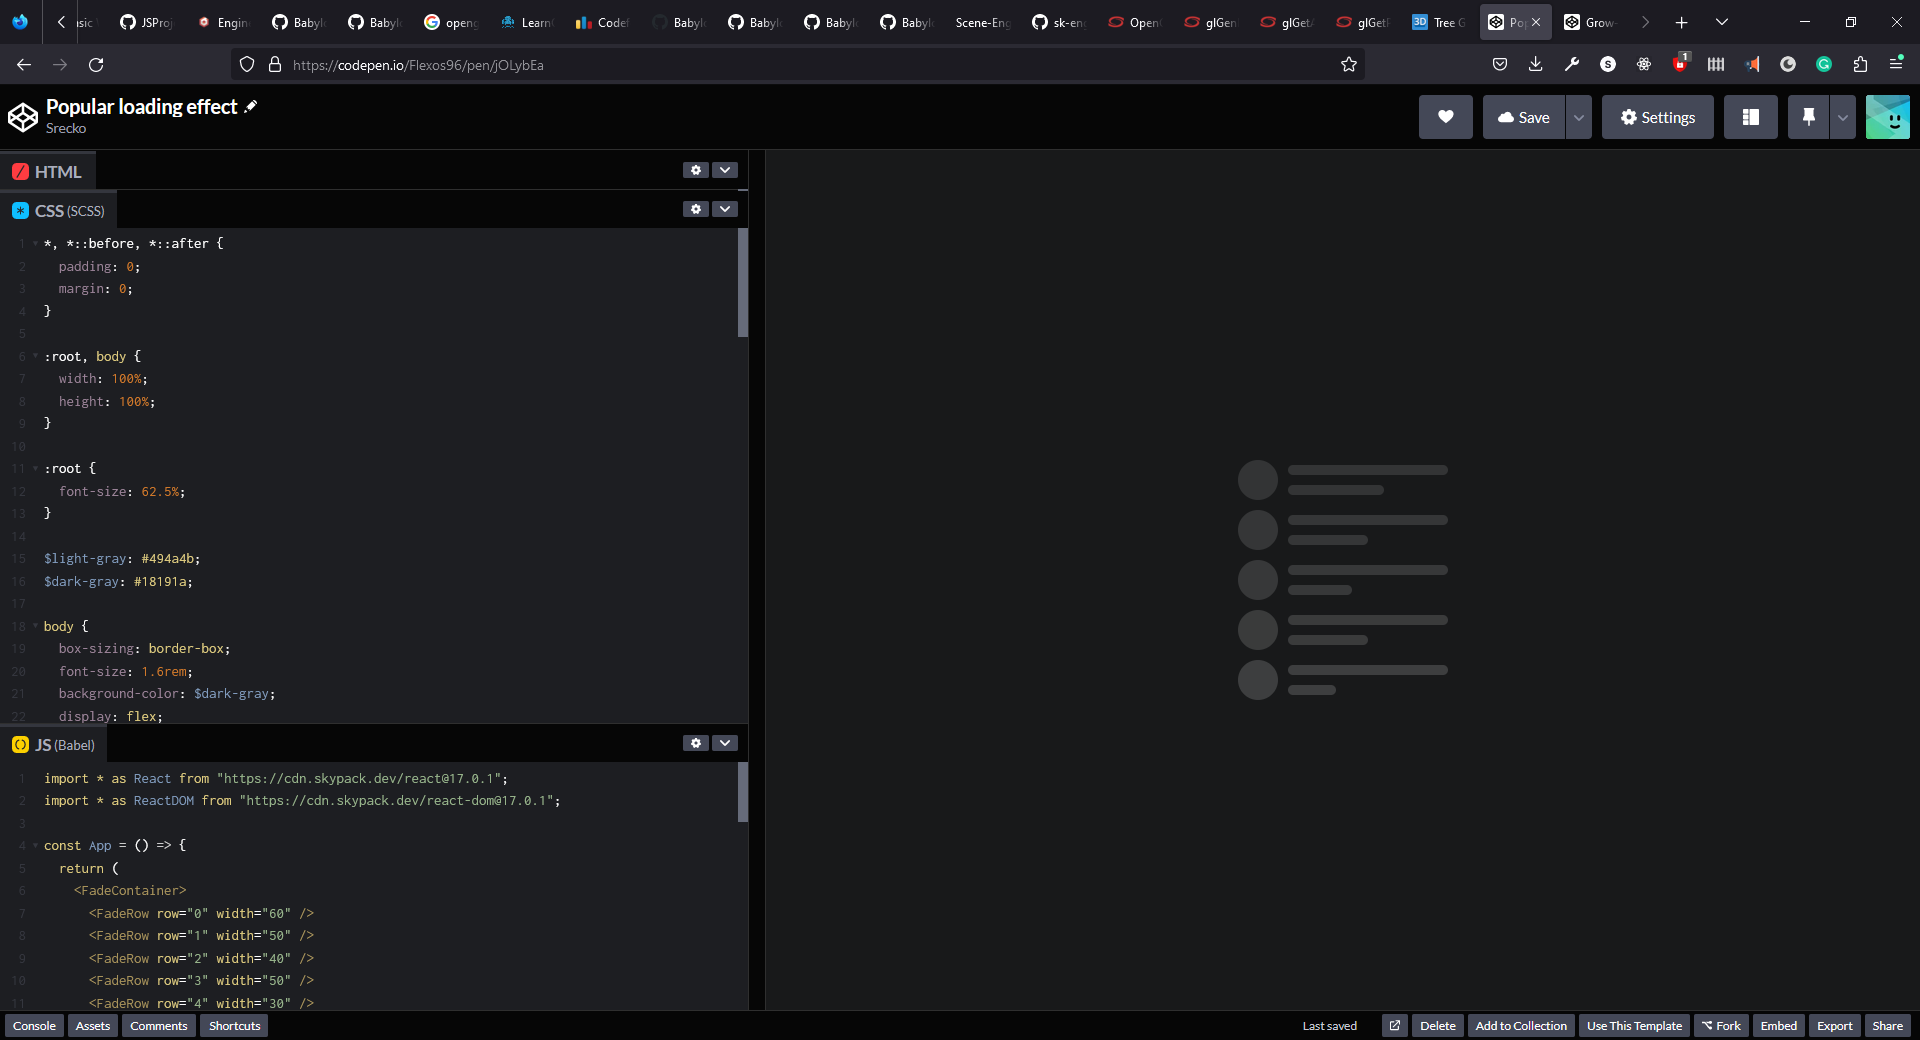 JSProj
Engin
Babyl
Babyl
openg
Learn
Codef
Babyl
Babyl
Babyl
Babyl
Scene-Eng
sk-en
Open
glGen
glGetA
glGetP
3D Tree G
Pop
Grow-
https://codepen.io/Flexos96/pen/jOLybEa
S
1
Popular loading effect
Srecko
Save
Settings
HTML
CSS (SCSS)
1 *, *::before, *::after {
2 padding: 0;
3 margin: 0;
4 }
5
6 :root, body {
7 width: 100%;
8 height: 100%;
9 }
10
11 :root {
12 font-size: 62.5%;
13 }
14
15 $light-gray: #494a4b;
16 $dark-gray: #18191a;
17
18 body {
19 box-sizing: border-box;
20 font-size: 1.6rem;
21 background-color: $dark-gray;
22 display: flex;
JS (Babel)
1 import * as React from "https://cdn.skypack.dev/react@17.0.1";
2 import * as ReactDOM from "https://cdn.skypack.dev/react-dom@17.0.1";
3
4 const App = () => {
5 return (
6 <FadeContainer>
7 <FadeRow row="0" width="60" />
8 <FadeRow row="1" width="50" />
9 <FadeRow row="2" width="40" />
10 <FadeRow row="3" width="50" />
11 <FadeRow row="4" width="30" />
Console Assets Comments Shortcuts Last saved Delete Add to Collection Use This Template Fork Embed Export Share